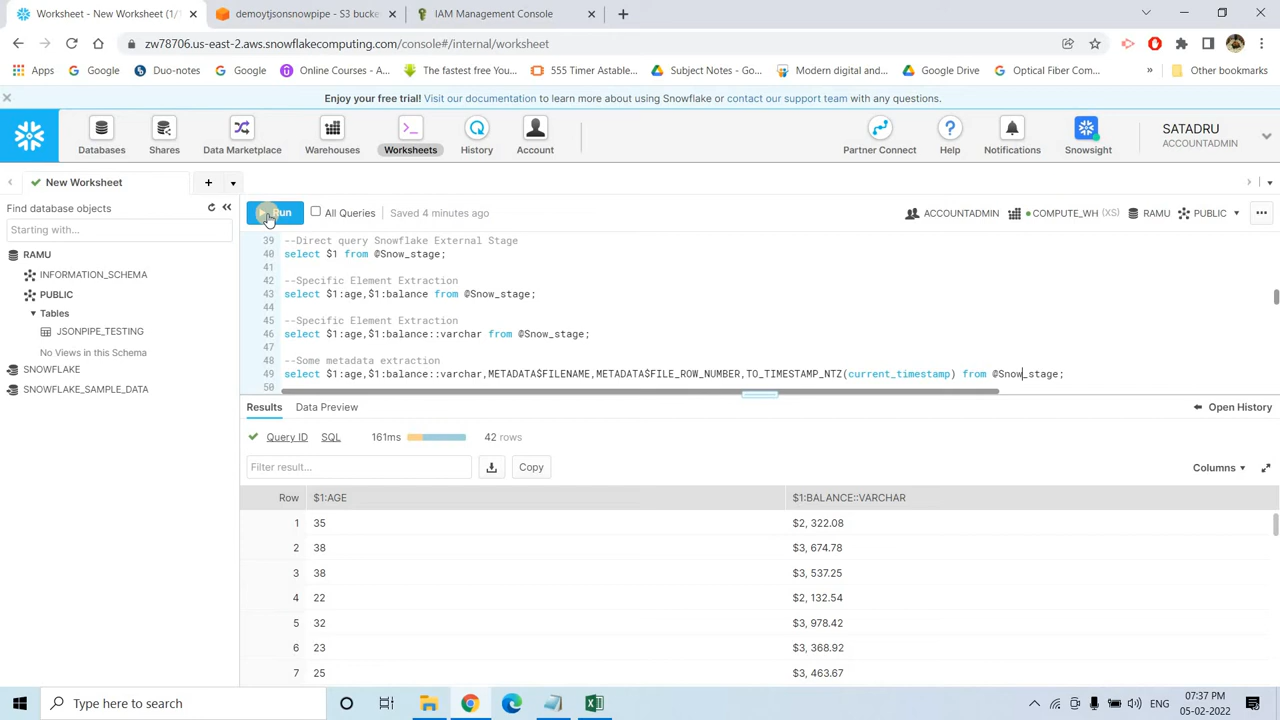 Worksheet - New Worksheet (1/
demoytjsonsnowpipe - S3 bucke
IAM Management Console
zw78706.us-east-2.aws.snowflakecomputing.com/console#/internal/worksheet
Apps
Google
Duo-notes
Google
Online Courses - A...
The fastest free You...
555 Timer Astable...
Subject Notes - Goo...
Modern digital and...
Google Drive
Optical Fiber Com...
Other bookmarks
Enjoy your free trial! Visit our documentation to learn more about using Snowflake or contact our support team with any questions.
Databases
Shares
Data Marketplace
Warehouses
Worksheets
History
Account
Partner Connect
Help
Notifications
Snowsight
SATADRU
ACCOUNTADMIN
New Worksheet
Find database objects
Starting with...
RAMU
INFORMATION_SCHEMA
PUBLIC
Tables
JSONPIPE_TESTING
No Views in this Schema
SNOWFLAKE
SNOWFLAKE_SAMPLE_DATA
Run
All Queries
Saved 4 minutes ago
ACCOUNTADMIN
COMPUTE_WH (XS)
RAMU
PUBLIC
39 --Direct query Snowflake External Stage
40 select $1 from @Snow_stage;
41
42 --Specific Element Extraction
43 select $1:age,$1:balance from @Snow_stage;
44
45 --Specific Element Extraction
46 select $1:age,$1:balance::varchar from @Snow_stage;
47
48 --Some metadata extraction
49 select $1:age,$1:balance::varchar,METADATA$FILENAME,METADATA$FILE_ROW_NUMBER,TO_TIMESTAMP_NTZ(current_timestamp) from @Snow_stage;
50
Results
Data Preview
Open History
Query ID
SQL
161ms
42 rows
Filter result...
Copy
Columns
Row $1:AGE $1:BALANCE::VARCHAR
1 35 $2, 322.08
2 38 $3, 674.78
3 38 $3, 537.25
4 22 $2, 132.54
5 32 $3, 978.42
6 23 $3, 368.92
7 25 $3, 463.67
Type here to search
ENG
07:37 PM
05-02-2022